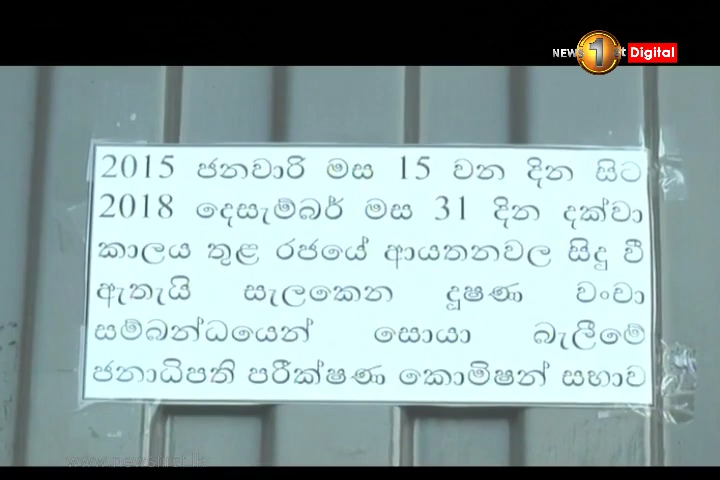 NEWS 1st Digital
2015 ජනවාරි මස 15 වන දින සිට
2018 දෙසැම්බර් මස 31 දින දක්වා
කාලය තුළ රජයේ ආයතනවල සිදු වී
ඇතැයි සැලකෙන දූෂණ වංචා
සම්බන්ධයෙන් සොයා බැලීමේ
ජනාධිපති පරීක්ෂණ කොමිෂන් සභාව